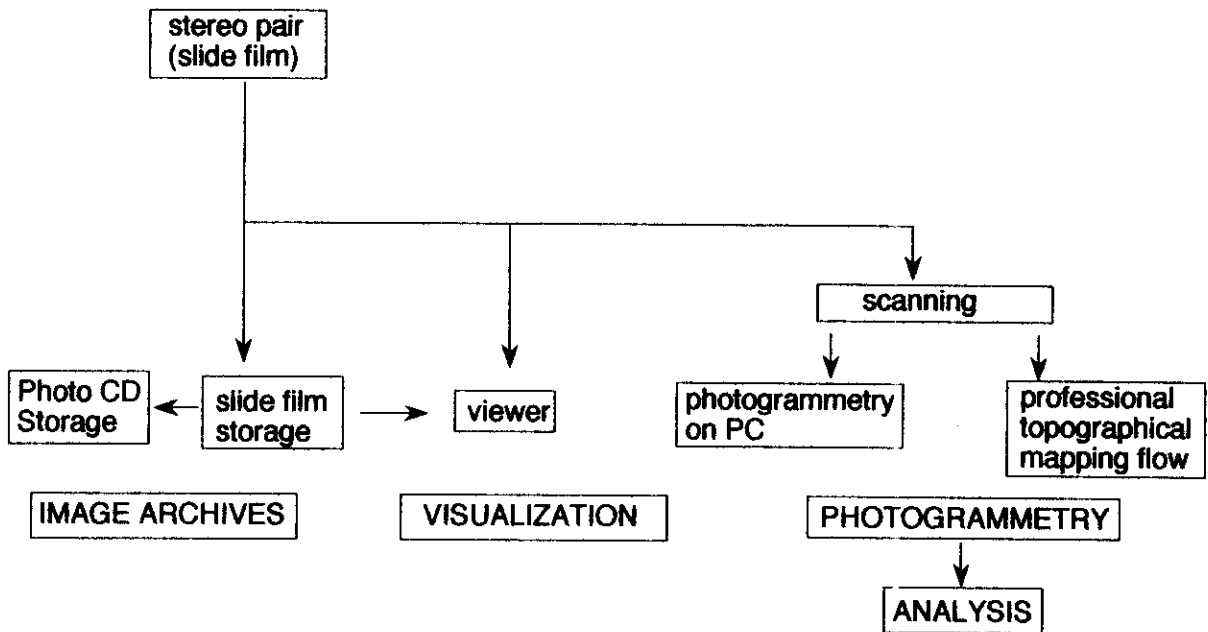 stereo pair
(slide film)
scanning
Photo CD
Storage
slide film
storage
viewer
photogrammetry
on PC
professional
topographical
mapping flow
IMAGE ARCHIVES
VISUALIZATION
PHOTOGRAMMETRY
ANALYSIS